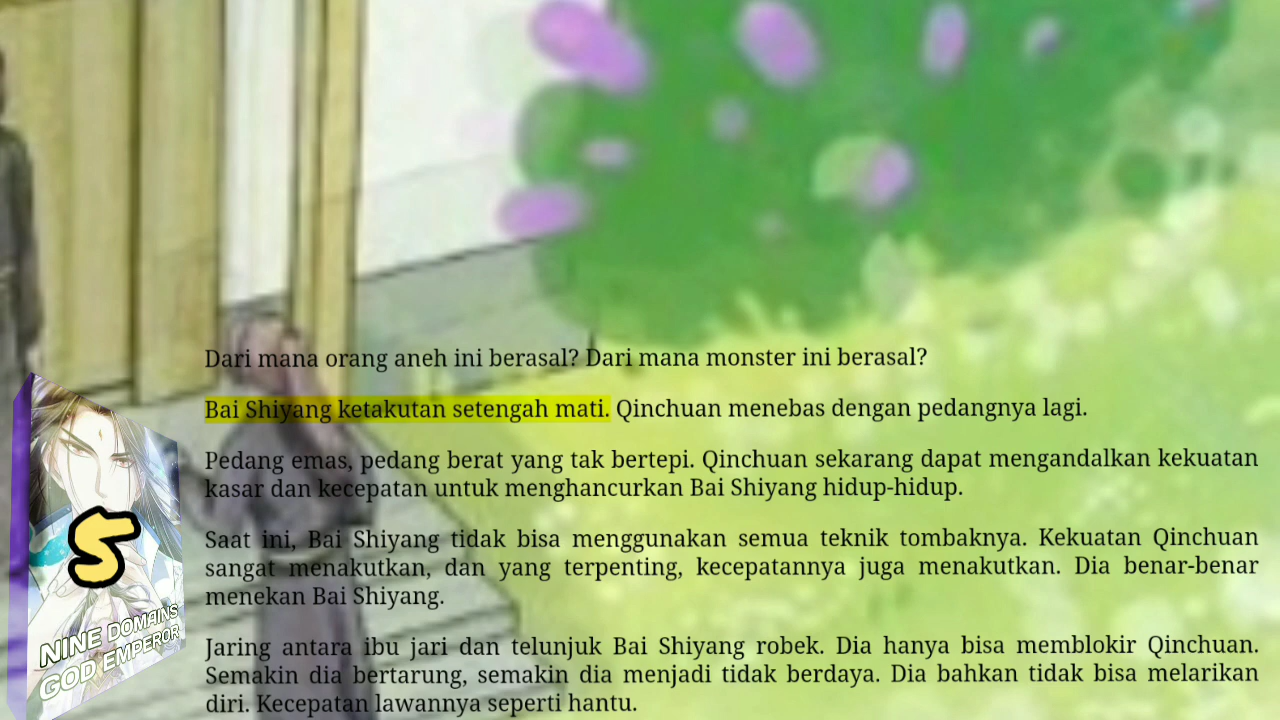 Dari mana orang aneh ini berasal? Dari mana monster ini berasal?
Bai Shiyang ketakutan setengah mati. Qinchuan menebas dengan pedangnya lagi.
Pedang emas, pedang berat yang tak bertepi. Qinchuan sekarang dapat mengandalkan kekuatan
kasar dan kecepatan untuk menghancurkan Bai Shiyang hidup-hidup.
Saat ini, Bai Shiyang tidak bisa menggunakan semua teknik tombaknya. Kekuatan Qinchuan
sangat menakutkan, dan yang terpenting, kecepatannya juga menakutkan. Dia benar-benar
menekan Bai Shiyang.
Jaring antara ibu jari dan telunjuk Bai Shiyang robek. Dia hanya bisa memblokir Qinchuan.
Semakin dia bertarung, semakin dia menjadi tidak berdaya. Dia bahkan tidak bisa melarikan
diri. Kecepatan lawannya seperti hantu.
S
NINE DOMAINS
GOD EMPEROR